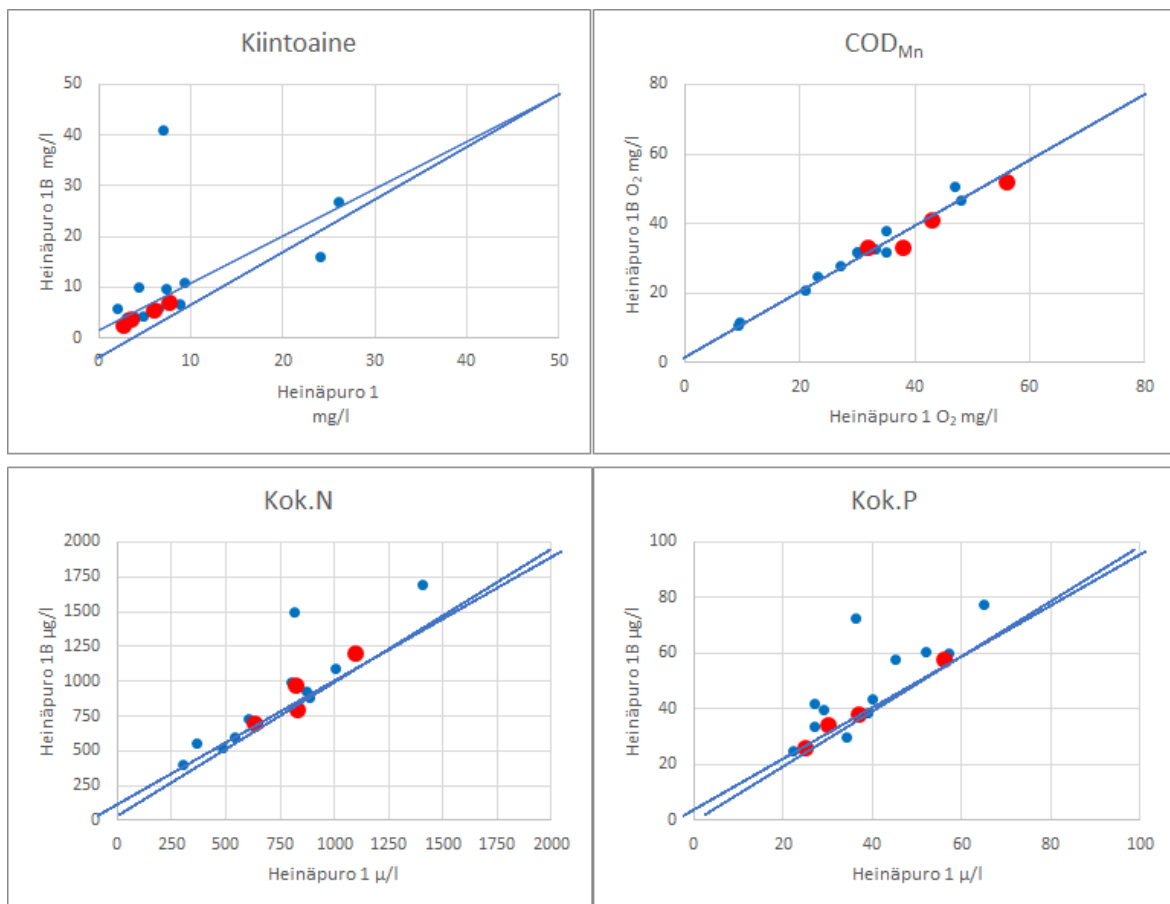 Kiintoaine
50
40
30
20
10
0
0 10 20 30 40 50
Heinäpuro 1B mg/l
Heinäpuro 1
mg/l
COD_Mn
80
60
40
20
0
0 20 40 60 80
Heinäpuro 1B O₂ mg/l
Heinäpuro 1 O₂ mg/l
Kok.N
2000
1750
1500
1250
1000
750
500
250
0
0 250 500 750 1000 1250 1500 1750 2000
Heinäpuro 1B µg/l
Heinäpuro 1 µ/l
Kok.P
100
80
60
40
20
0
0 20 40 60 80 100
Heinäpuro 1B µg/l
Heinäpuro 1 µ/l